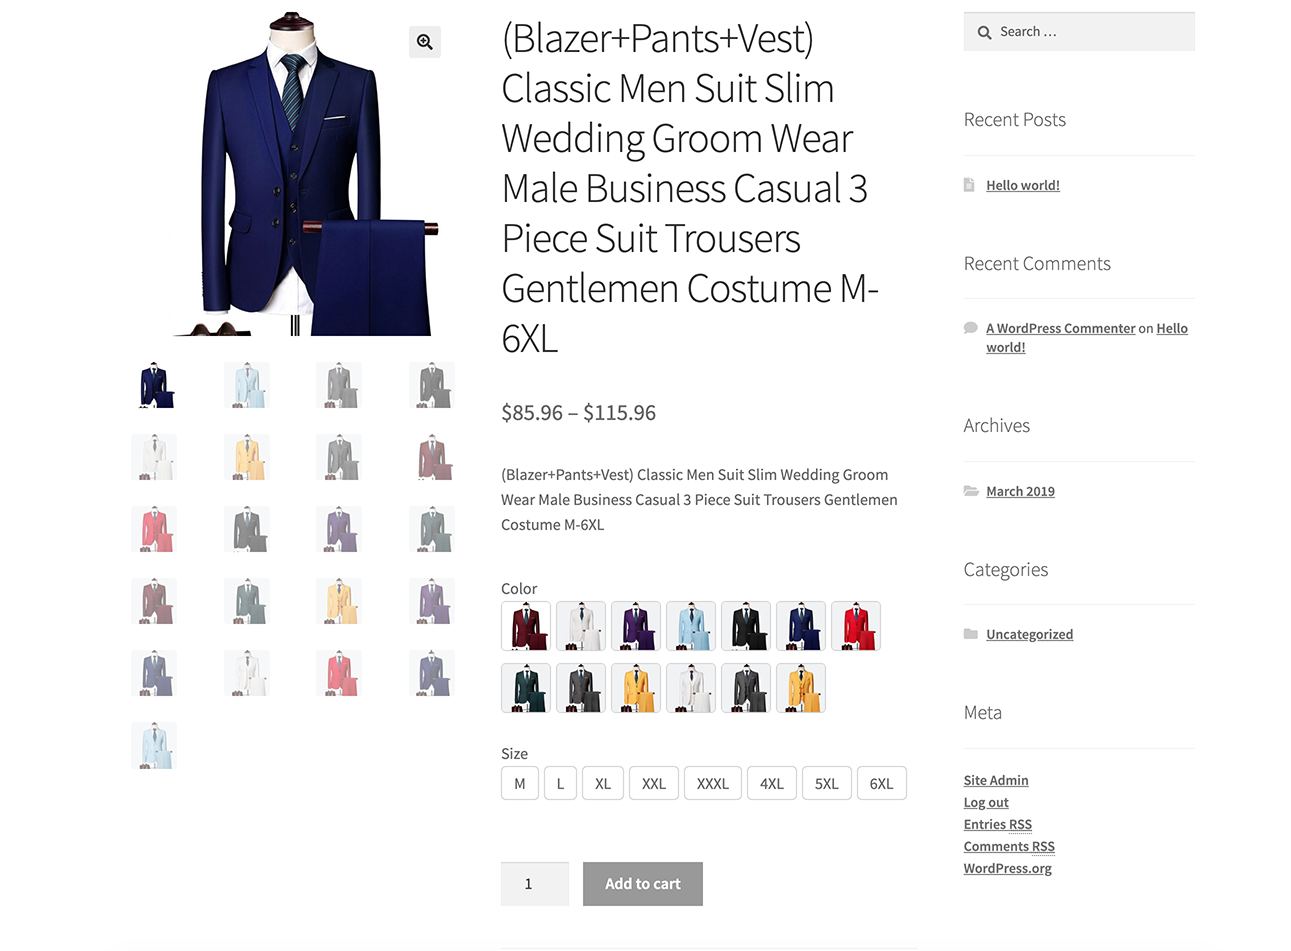 (Blazer+Pants+Vest)
Classic Men Suit Slim
Wedding Groom Wear
Male Business Casual 3
Piece Suit Trousers
Gentlemen Costume M-
6XL
$85.96 – $115.96
(Blazer+Pants+Vest) Classic Men Suit Slim Wedding Groom
Wear Male Business Casual 3 Piece Suit Trousers Gentlemen
Costume M-6XL
Color
Size
M L XL XXL XXXL 4XL 5XL 6XL
1 Add to cart
Search …
Recent Posts
Hello world!
Recent Comments
A WordPress Commenter on Hello
world!
Archives
March 2019
Categories
Uncategorized
Meta
Site Admin
Log out
Entries RSS
Comments RSS
WordPress.org